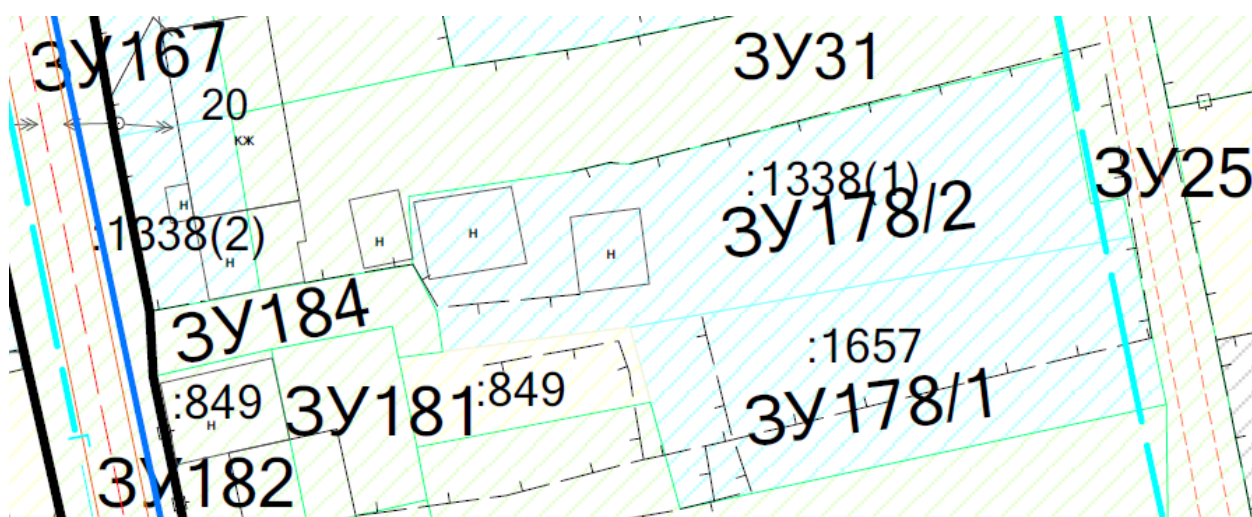 ЗУ167
ЗУ31
20
кж
:1338(1)
ЗУ25
ЗУ178/2
н
:1338(2)
н
н
н
н
ЗУ184
:1657
:849
ЗУ181
:849
ЗУ178/1
н
ЗУ182